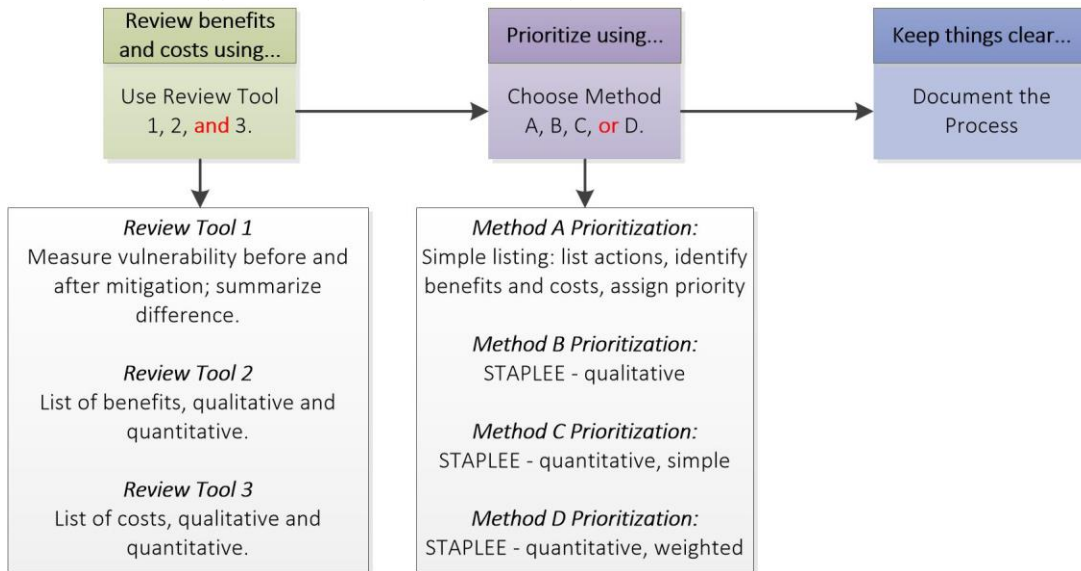 Review benefits
and costs using...
Use Review Tool
1, 2, and 3.
Prioritize using...
Choose Method
A, B, C, or D.
Keep things clear...
Document the
Process
Review Tool 1
Measure vulnerability before and
after mitigation; summarize
difference.
Review Tool 2
List of benefits, qualitative and
quantitative.
Review Tool 3
List of costs, qualitative and
quantitative.
Method A Prioritization:
Simple listing: list actions, identify
benefits and costs, assign priority
Method B Prioritization:
STAPLEE - qualitative
Method C Prioritization:
STAPLEE - quantitative, simple
Method D Prioritization:
STAPLEE - quantitative, weighted